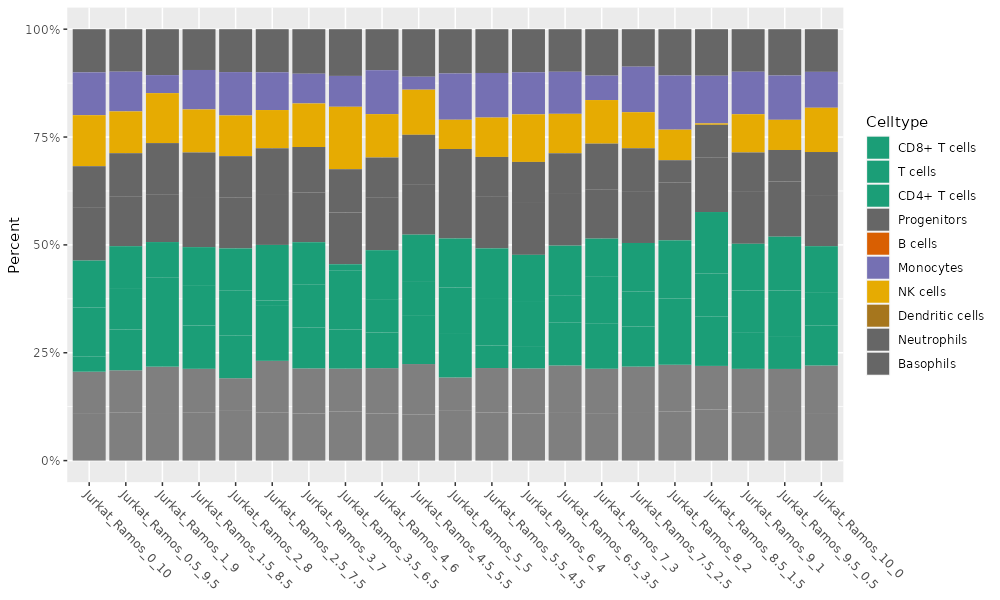 100%
75%
50%
25%
0%
Percent
Jurkat_Ramos_0_10
Jurkat_Ramos_0.5_9.5
Jurkat_Ramos_1_9
Jurkat_Ramos_1.5_8.5
Jurkat_Ramos_2_8
Jurkat_Ramos_2.5_7.5
Jurkat_Ramos_3_7
Jurkat_Ramos_3.5_6.5
Jurkat_Ramos_4_6
Jurkat_Ramos_4.5_5.5
Jurkat_Ramos_5_5
Jurkat_Ramos_5.5_4.5
Jurkat_Ramos_6_4
Jurkat_Ramos_6.5_3.5
Jurkat_Ramos_7_3
Jurkat_Ramos_7.5_2.5
Jurkat_Ramos_8_2
Jurkat_Ramos_8.5_1.5
Jurkat_Ramos_9_1
Jurkat_Ramos_9.5_0.5
Jurkat_Ramos_10_0
Celltype
CD8+ T cells
T cells
CD4+ T cells
Progenitors
B cells
Monocytes
NK cells
Dendritic cells
Neutrophils
Basophils